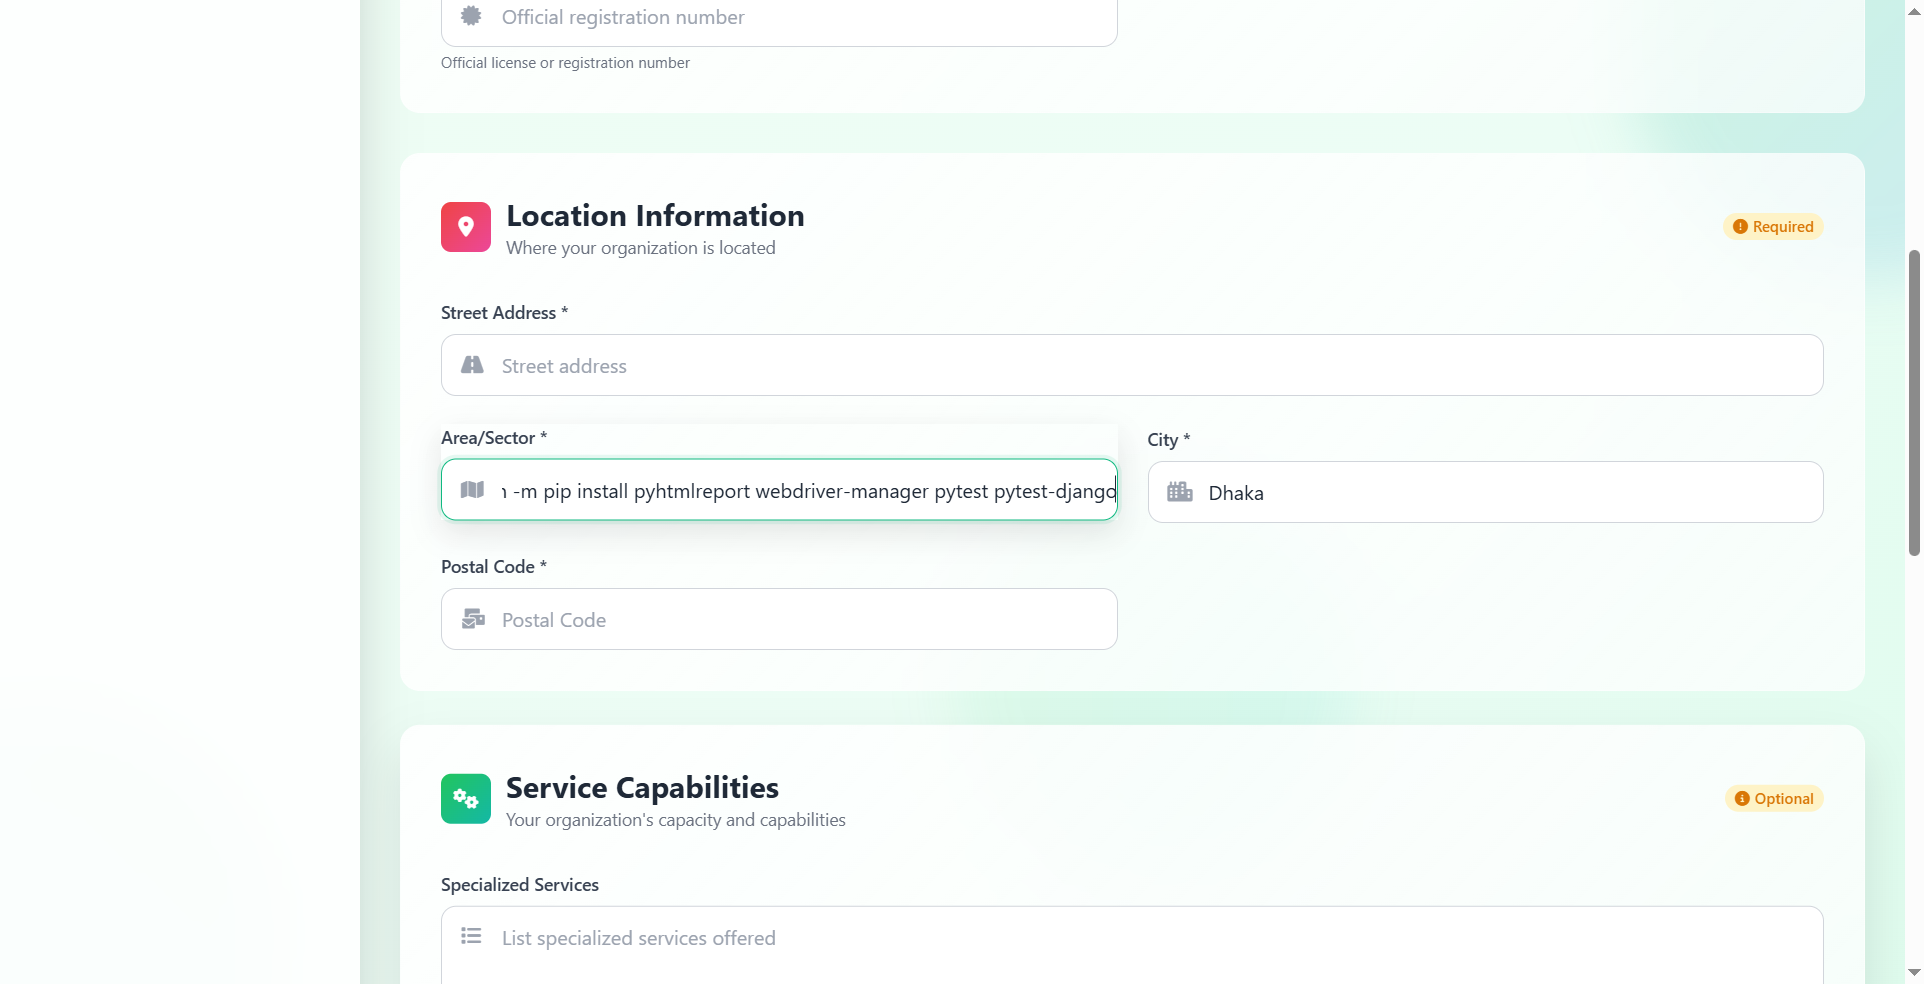 Official registration number
Official license or registration number
Location Information
Where your organization is located
Required
Street Address *
Street address
Area/Sector *
City *
-m pip install pyhtmlreport webdriver-manager pytest pytest-django
Dhaka
Postal Code *
Postal Code
Service Capabilities
Your organization's capacity and capabilities
Optional
Specialized Services
List specialized services offered